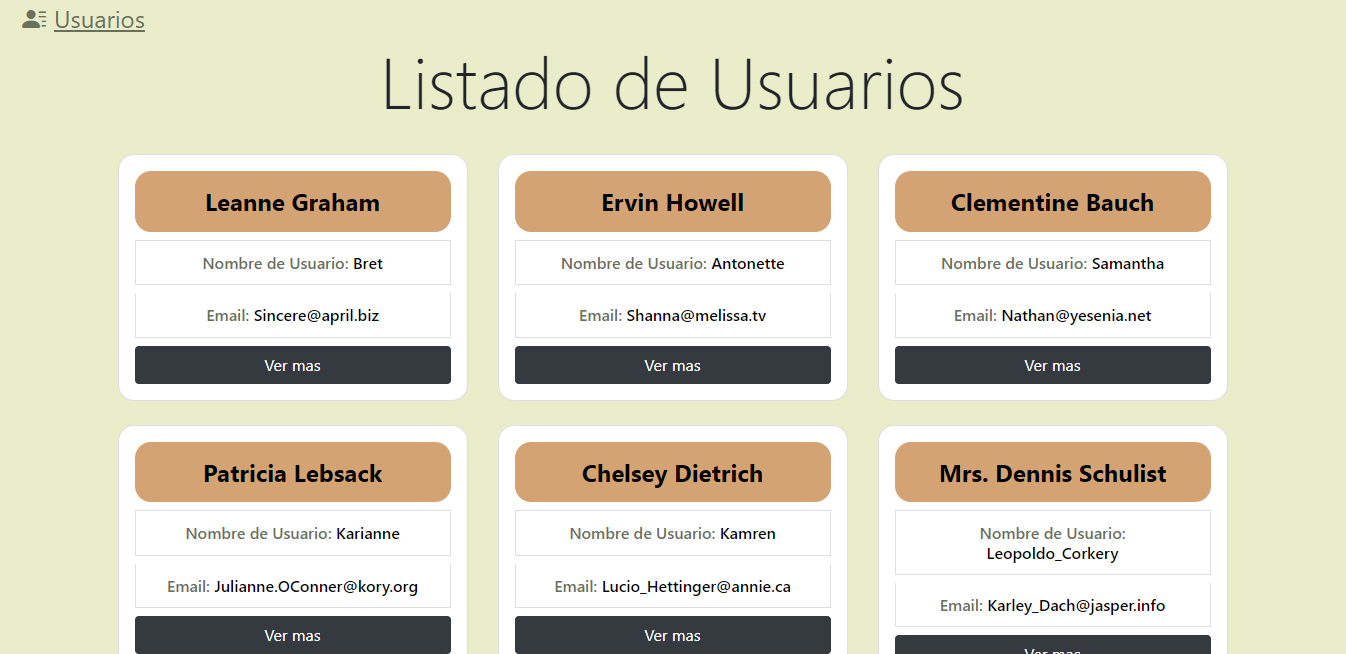 Usuarios
Listado de Usuarios
Leanne Graham
Nombre de Usuario: Bret
Email: Sincere@april.biz
Ver mas
Ervin Howell
Nombre de Usuario: Antonette
Email: Shanna@melissa.tv
Ver mas
Clementine Bauch
Nombre de Usuario: Samantha
Email: Nathan@yesenia.net
Ver mas
Patricia Lebsack
Nombre de Usuario: Karianne
Email: Julianne.OConner@kory.org
Ver mas
Chelsey Dietrich
Nombre de Usuario: Kamren
Email: Lucio_Hettinger@annie.ca
Ver mas
Mrs. Dennis Schulist
Nombre de Usuario:
Leopoldo_Corkery
Email: Karley_Dach@jasper.info
Ver mas